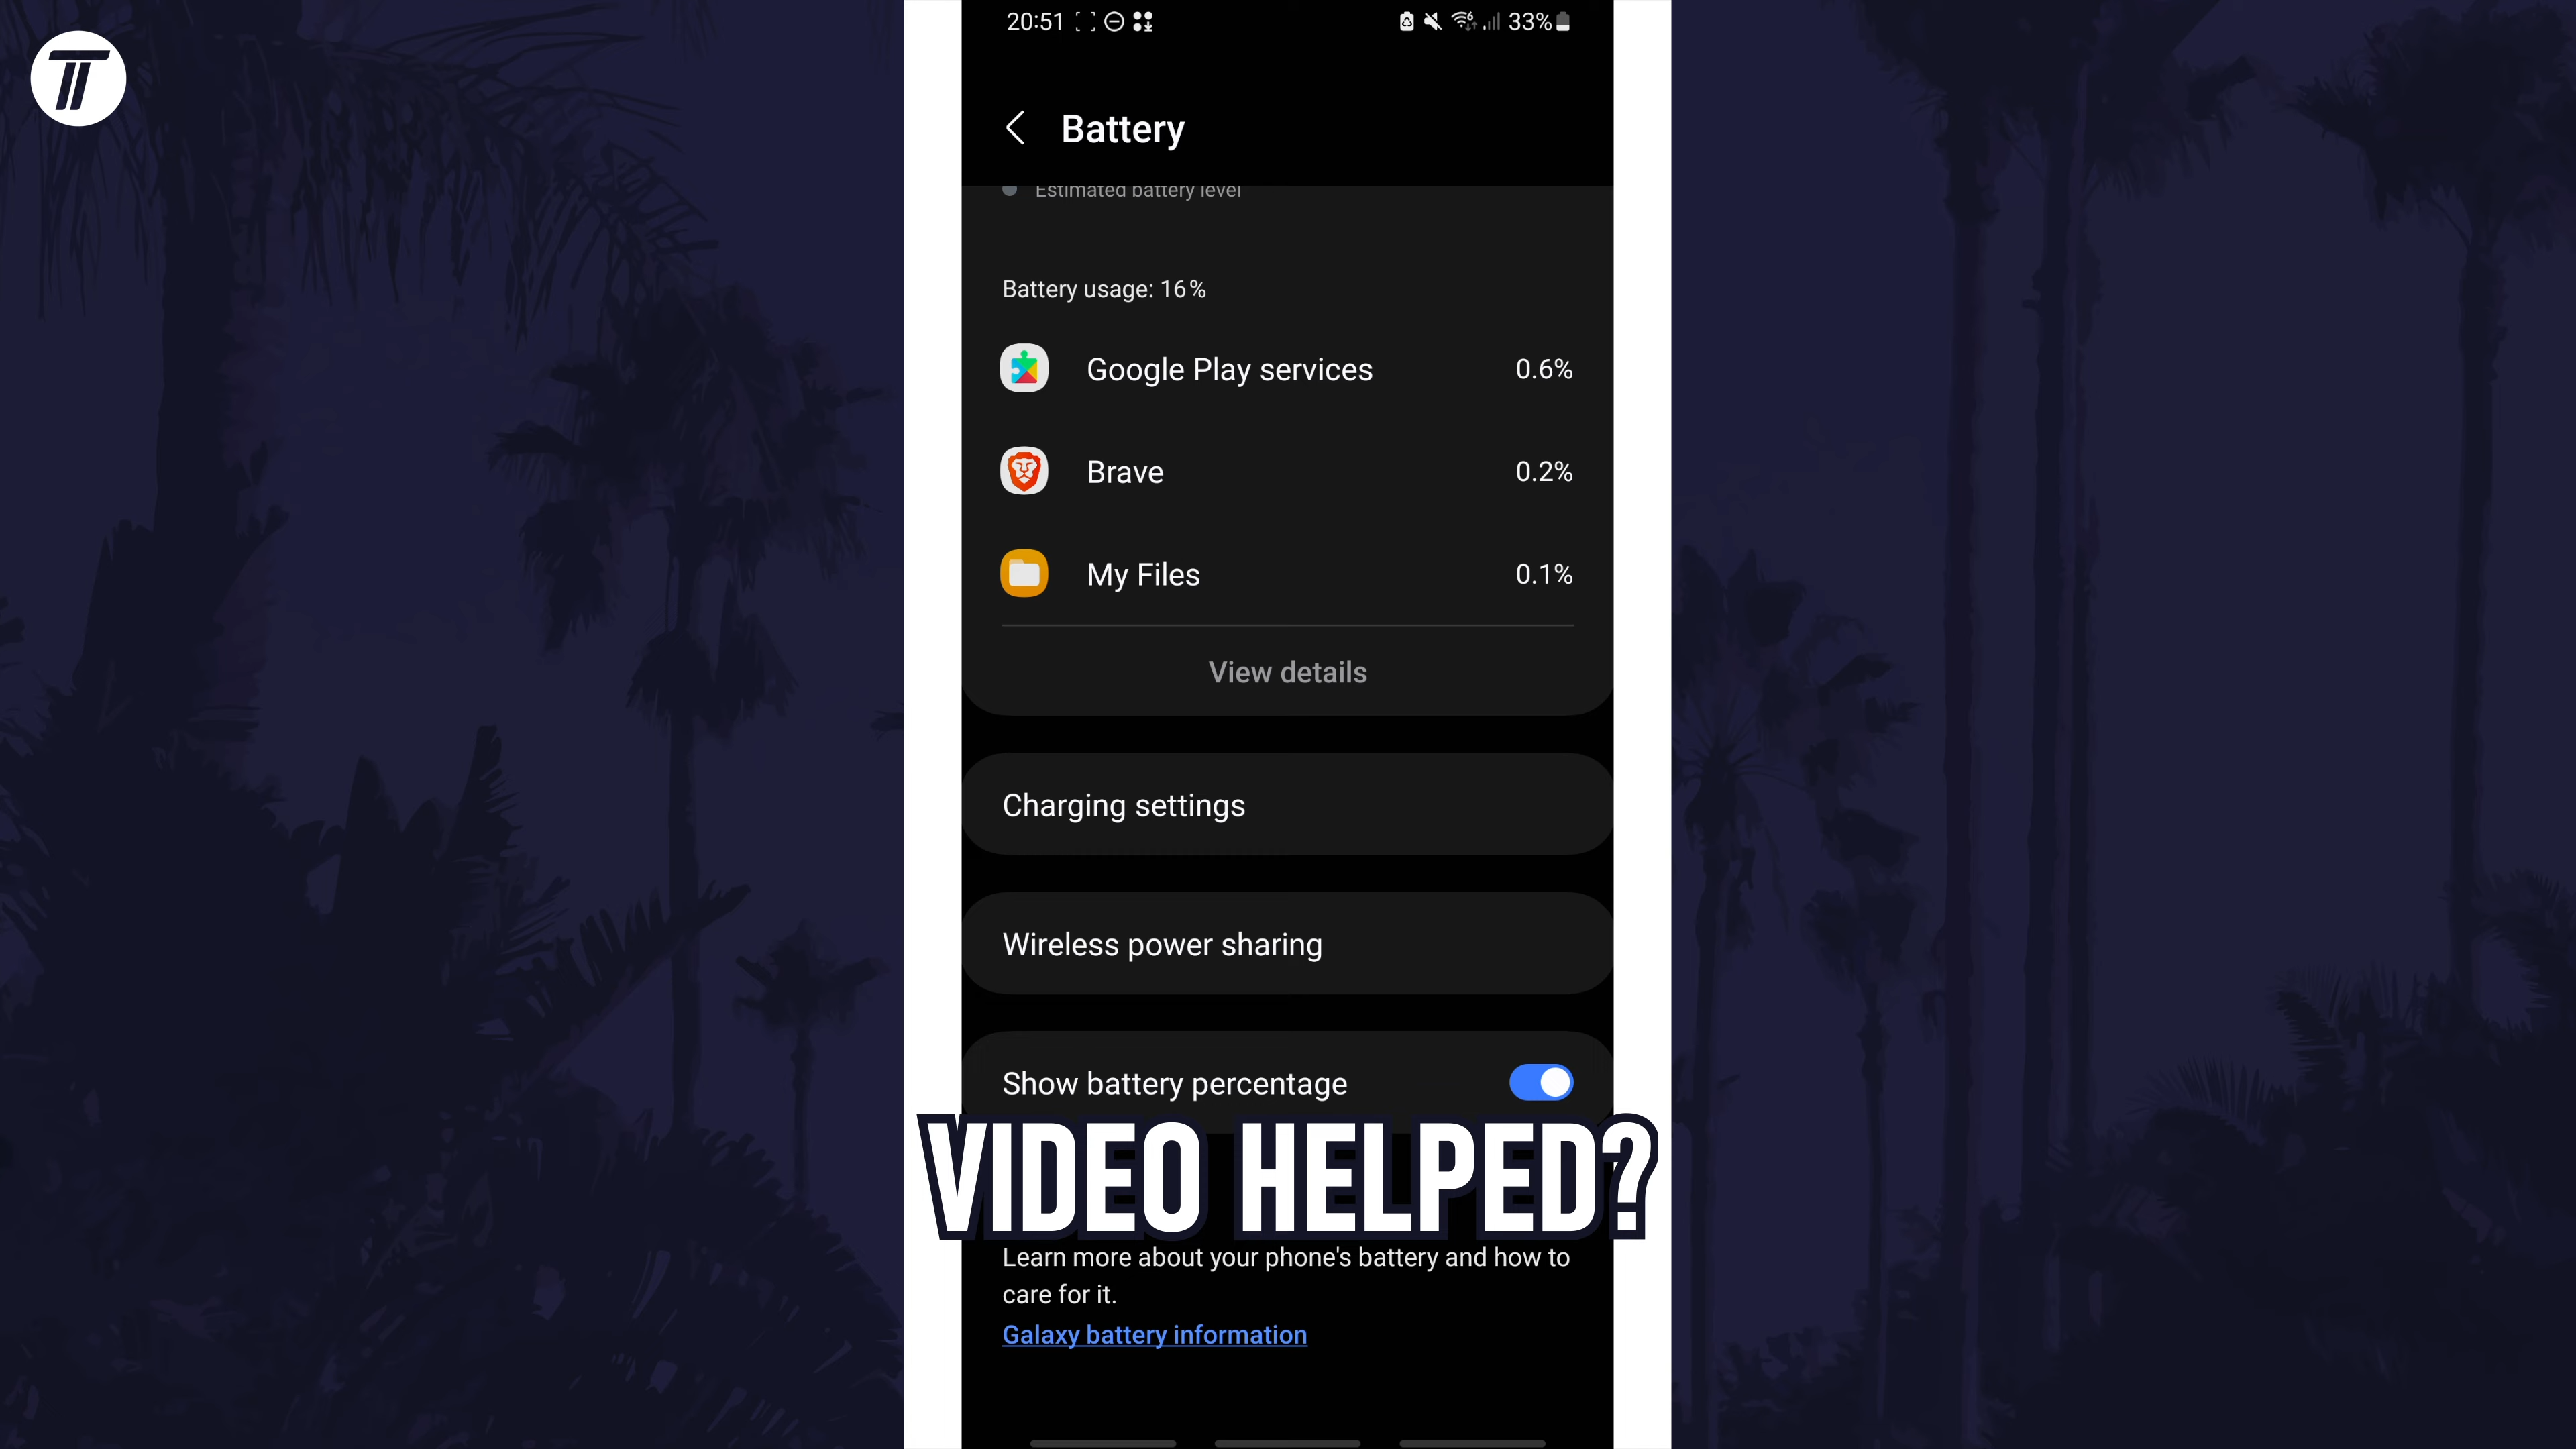 20:51
33%
Battery
Estimated battery level
Battery usage: 16%
Google Play services 0.6%
Brave 0.2%
My Files 0.1%
View details
Charging settings
Wireless power sharing
Show battery percentage
VIDEO HELPED?
Learn more about your phone's battery and how to
care for it.
Galaxy battery information